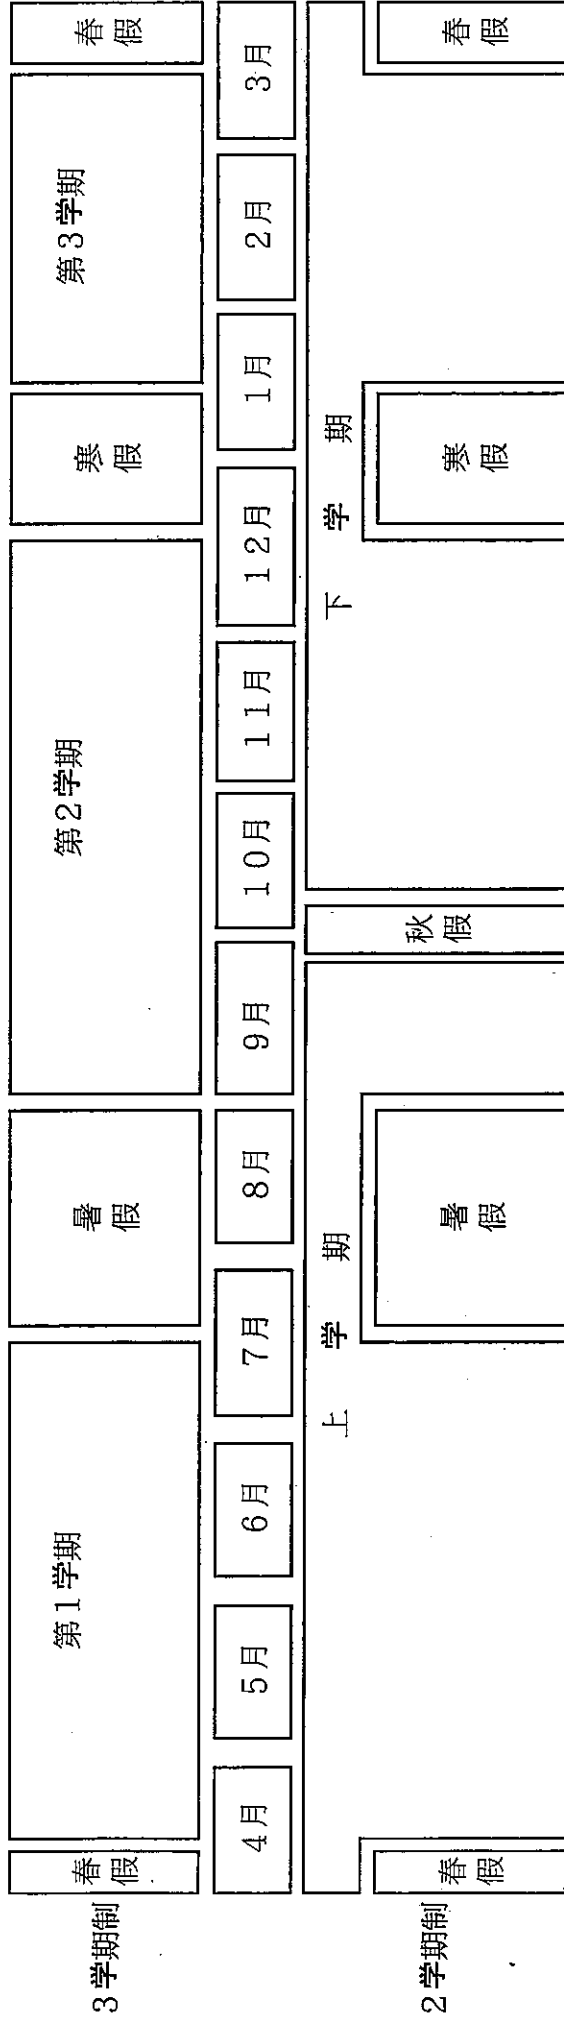 3学期制
春假
第1学期
暑假
第2学期
寒假
第3学期
春假
4月
5月
6月
7月
8月
9月
10月
11月
12月
1月
2月
3月
上学期
秋假
下学期
2学期制
春假
暑假
寒假
春假